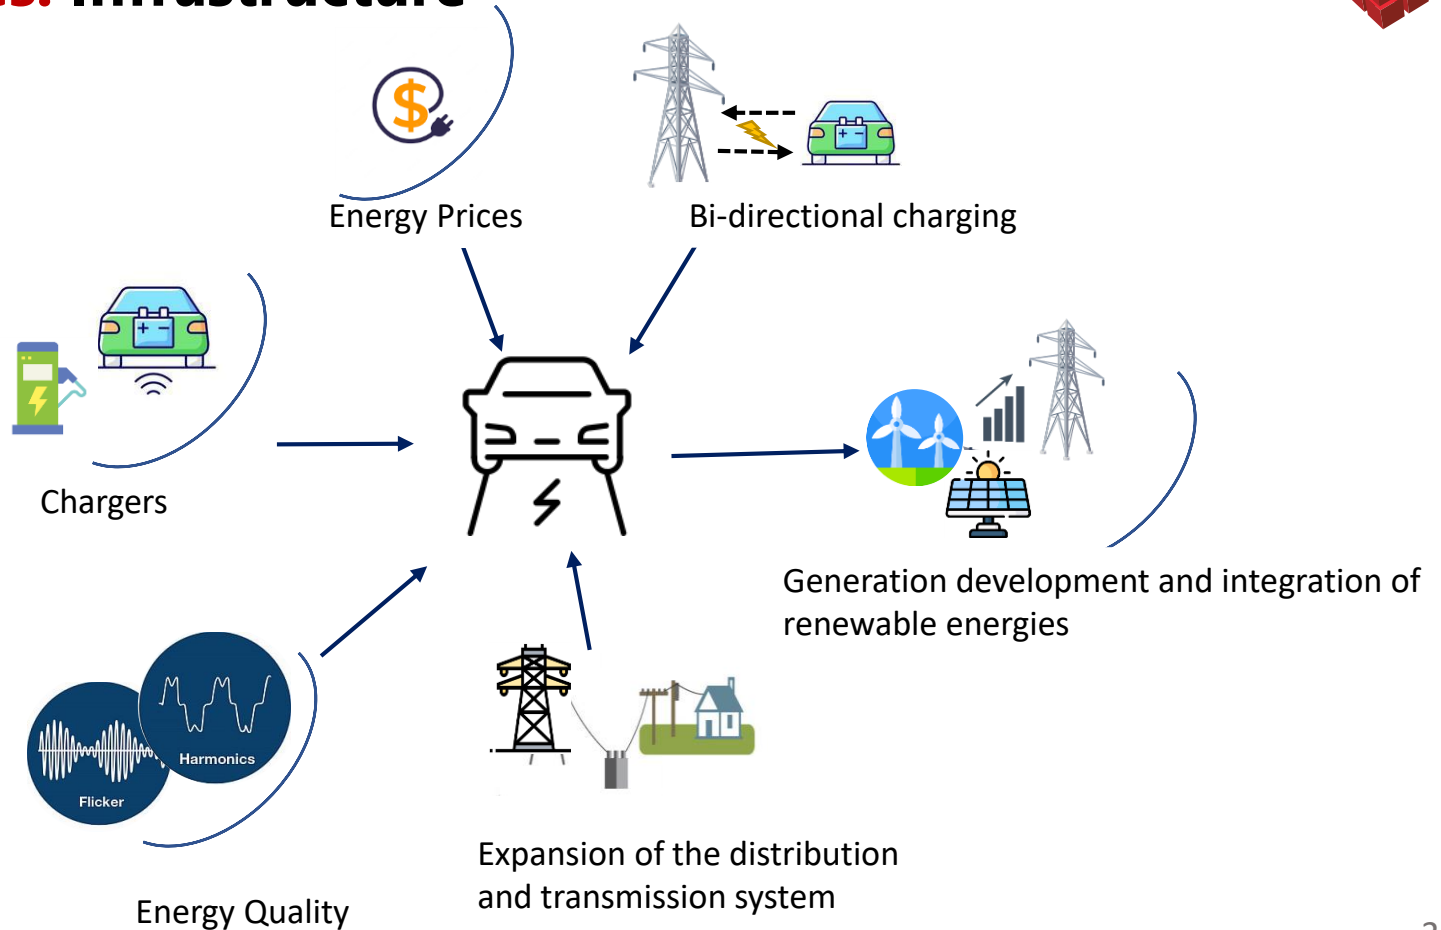 Infrastructure
Energy Prices
Bi-directional charging
Chargers
Generation development and integration of
renewable energies
Harmonics
Flicker
Expansion of the distribution
and transmission system
Energy Quality